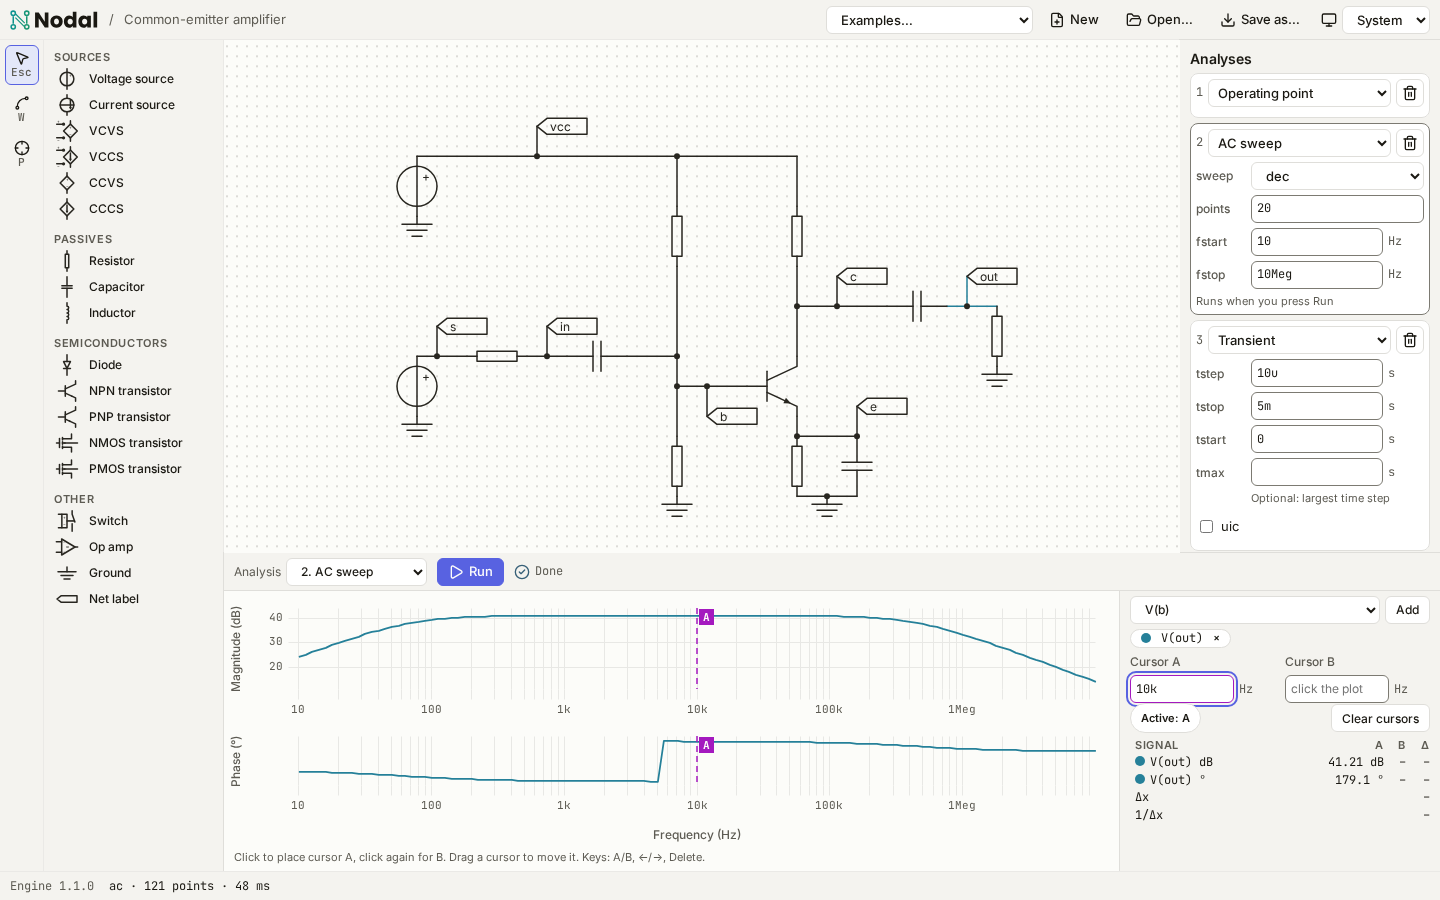 Nodal / Common-emitter amplifier
Examples... New Open... Save as... System
Esc
W
P
SOURCES
Voltage source
Current source
VCVS
VCCS
CCVS
CCCS
PASSIVES
Resistor
Capacitor
Inductor
SEMICONDUCTORS
Diode
NPN transistor
PNP transistor
NMOS transistor
PMOS transistor
OTHER
Switch
Op amp
Ground
Net label
vcc
+
c
out
s
in
+
b
e
Analyses
1 Operating point
2 AC sweep
sweep dec
points 20
fstart 10 Hz
fstop 10Meg Hz
Runs when you press Run
3 Transient
tstep 10u s
tstop 5m s
tstart 0 s
tmax s
Optional: largest time step
uic
Analysis 2. AC sweep Run Done
Magnitude (dB)
40
30
20
A
10 100 1k 10k 100k 1Meg
Phase (°)
A
10 100 1k 10k 100k 1Meg
Frequency (Hz)
Click to place cursor A, click again for B. Drag a cursor to move it. Keys: A/B, ←/→, Delete.
V(b) Add
V(out) ×
Cursor A Cursor B
10k Hz click the plot Hz
Active: A Clear cursors
SIGNAL A B Δ
V(out) dB 41.21 dB – –
V(out) ° 179.1 ° – –
Δx –
1/Δx –
Engine 1.1.0 ac · 121 points · 48 ms